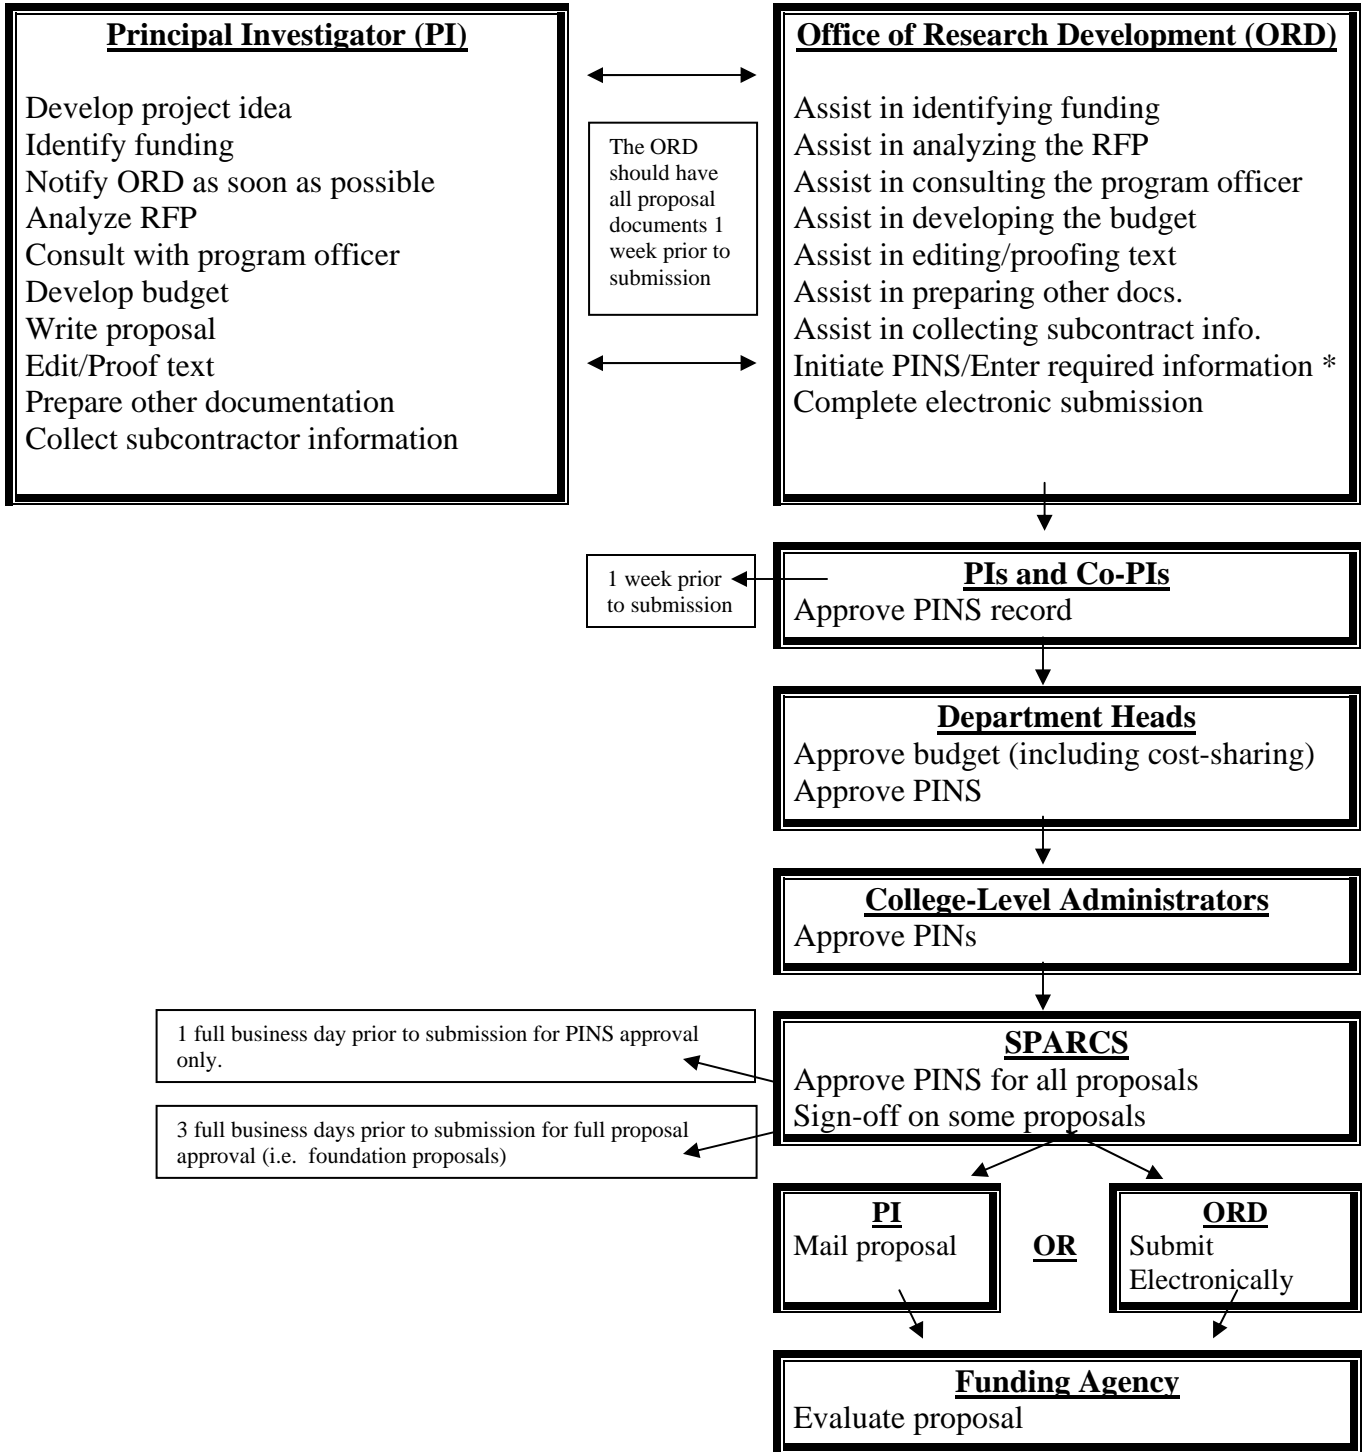 Principal Investigator (PI)
Develop project idea
Identify funding
Notify ORD as soon as possible
Analyze RFP
Consult with program officer
Develop budget
Write proposal
Edit/Proof text
Prepare other documentation
Collect subcontractor information
The ORD
should have
all proposal
documents 1
week prior to
submission
Office of Research Development (ORD)
Assist in identifying funding
Assist in analyzing the RFP
Assist in consulting the program officer
Assist in developing the budget
Assist in editing/proofing text
Assist in preparing other docs.
Assist in collecting subcontract info.
Initiate PINS/Enter required information *
Complete electronic submission
1 week prior
to submission
PIs and Co-PIs
Approve PINS record
Department Heads
Approve budget (including cost-sharing)
Approve PINS
College-Level Administrators
Approve PINs
1 full business day prior to submission for PINS approval
only.
3 full business days prior to submission for full proposal
approval (i.e.  foundation proposals)
SPARCS
Approve PINS for all proposals
Sign-off on some proposals
PI
Mail proposal
OR
ORD
Submit
Electronically
Funding Agency
Evaluate proposal